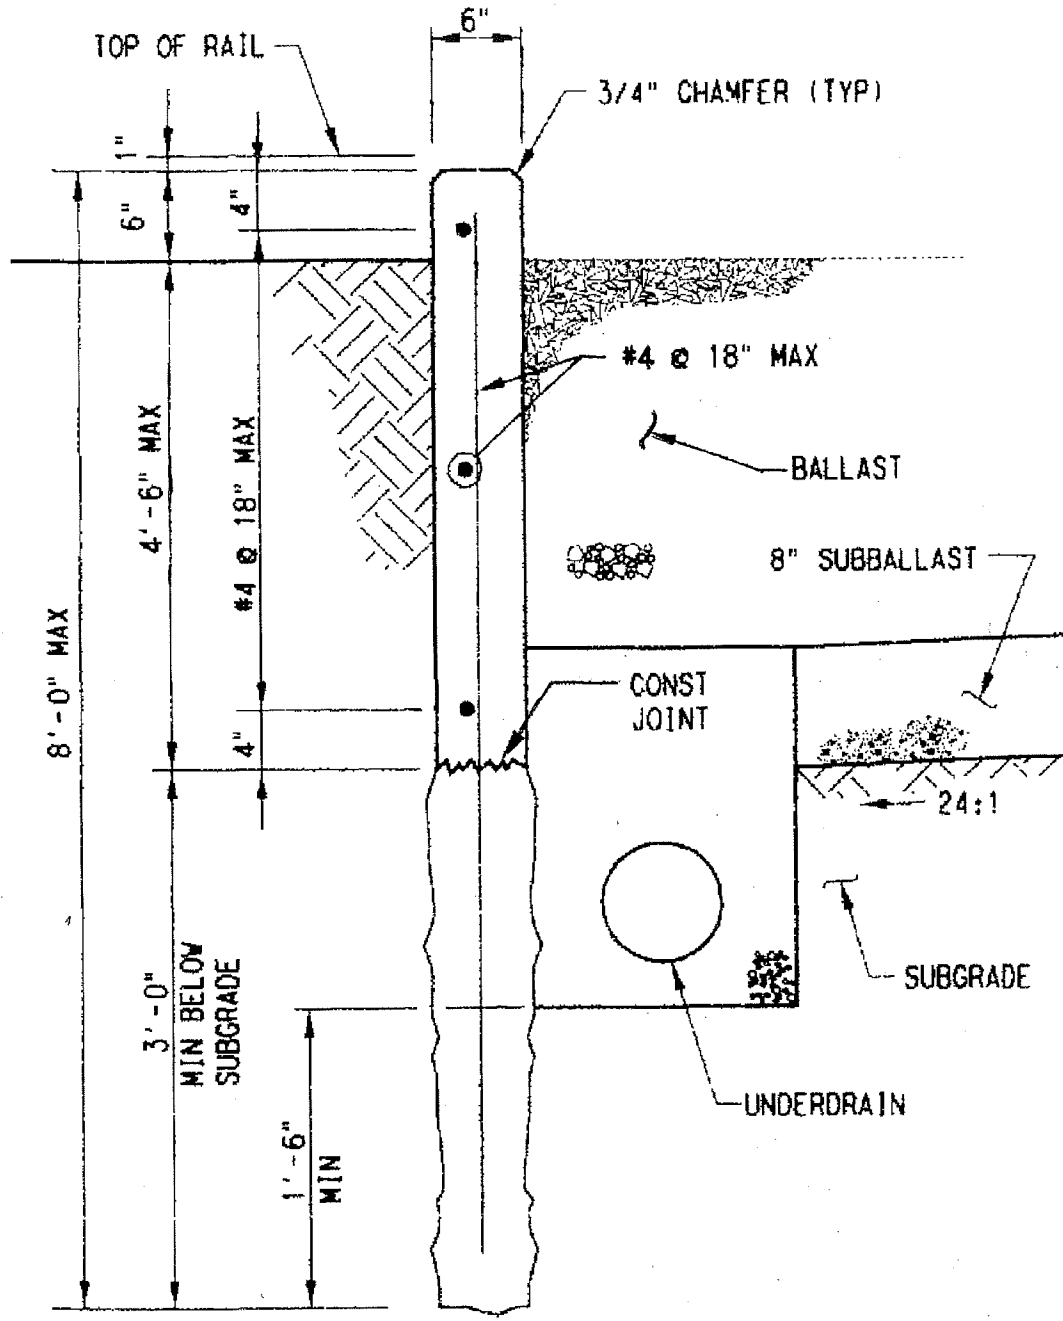 6"
TOP OF RAIL
3/4" CHAMFER (TYP)
1"
6"
4"
#4 @ 18" MAX
4'-6" MAX
#4 @ 18" MAX
BALLAST
8" SUBBALLAST
8'-0" MAX
CONST
JOINT
4"
24:1
3'-0"
MIN BELOW
SUBGRADE
SUBGRADE
1'-6"
MIN
UNDERDRAIN